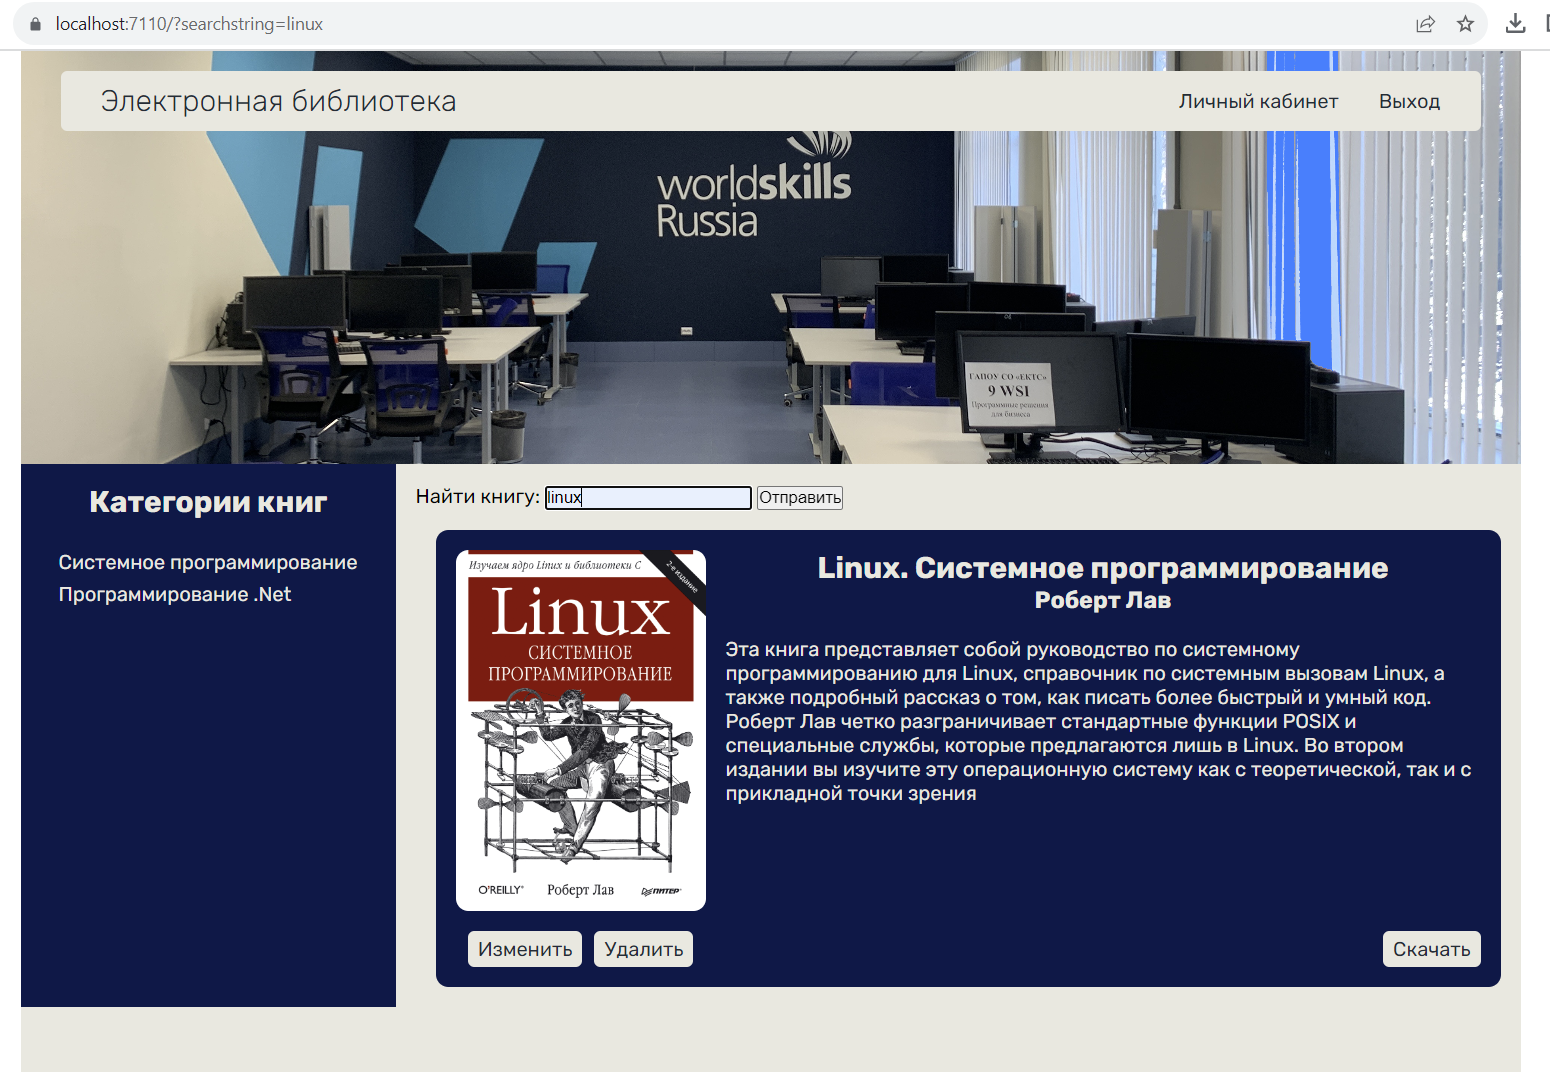 localhost:7110/?searchstring=linux
Электронная библиотека
Личный кабинет
Выход
worldskills
Russia
ГАПОУ СО «ЕКТС»
9 WSI
Программные решения
для бизнеса
Категории книг
Системное программирование
Программирование .Net
Найти книгу: linux Отправить
Изучаем ядро Linux и библиотеки C
2-е издание
Linux
СИСТЕМНОЕ
ПРОГРАММИРОВАНИЕ
O'REILLY® Роберт Лав ПИТЕР®
Linux. Системное программирование
Роберт Лав
Эта книга представляет собой руководство по системному
программированию для Linux, справочник по системным вызовам Linux, а
также подробный рассказ о том, как писать более быстрый и умный код.
Роберт Лав четко разграничивает стандартные функции POSIX и
специальные службы, которые предлагаются лишь в Linux. Во втором
издании вы изучите эту операционную систему как с теоретической, так и с
прикладной точки зрения
Изменить
Удалить
Скачать